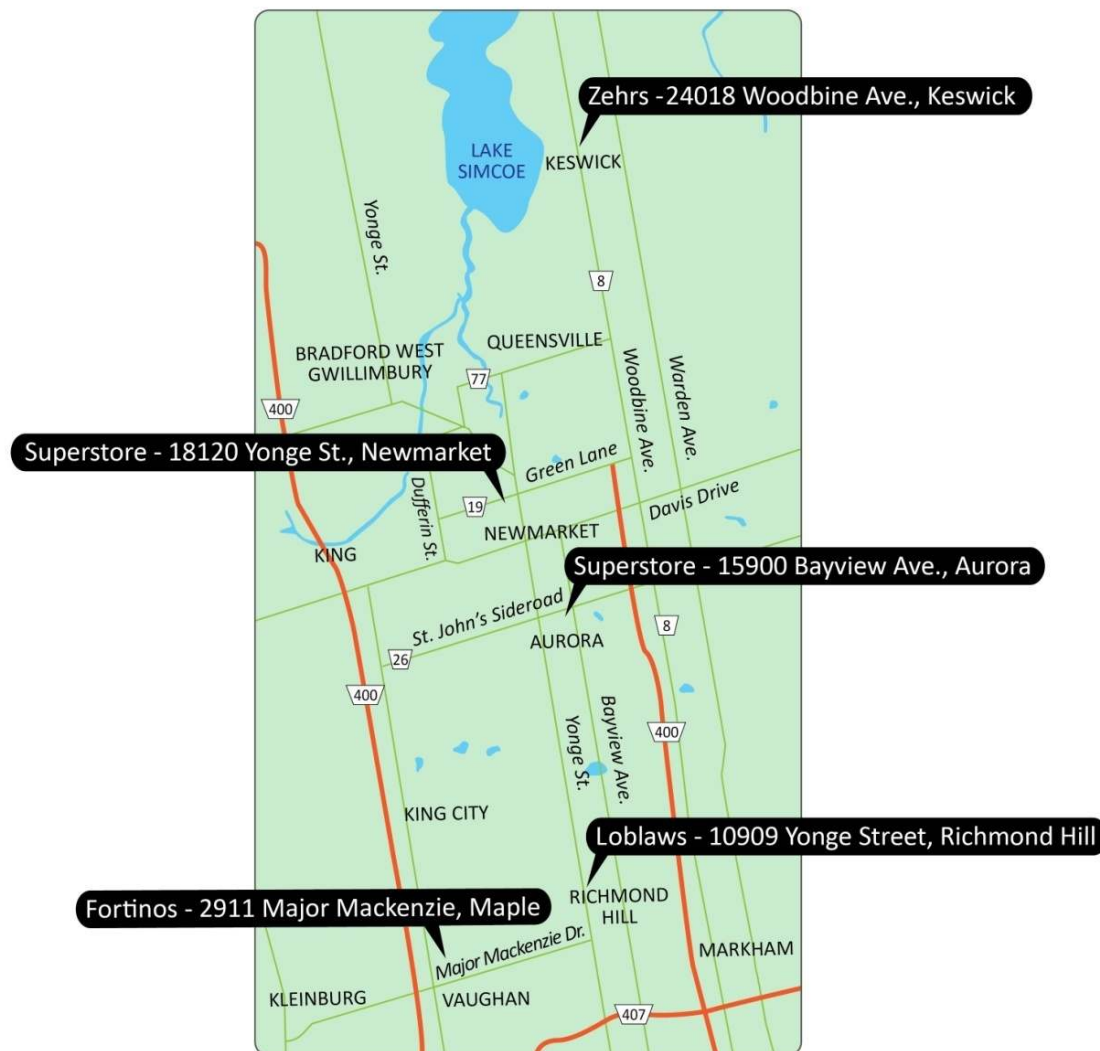 Zehrs -24018 Woodbine Ave., Keswick
LAKE
SIMCOE
KESWICK
Yonge St.
8
BRADFORD WEST
GWILLIMBURY
QUEENSVILLE
77
Woodbine Ave.
Warden Ave.
400
Superstore - 18120 Yonge St., Newmarket
Green Lane
Dufferin St.
19
Davis Drive
NEWMARKET
KING
Superstore - 15900 Bayview Ave., Aurora
St. John's Sideroad
AURORA
8
26
400
Yonge St.
Bayview Ave.
400
KING CITY
Loblaws - 10909 Yonge Street, Richmond Hill
RICHMOND
HILL
Fortinos - 2911 Major Mackenzie, Maple
Major Mackenzie Dr.
MARKHAM
KLEINBURG
VAUGHAN
407